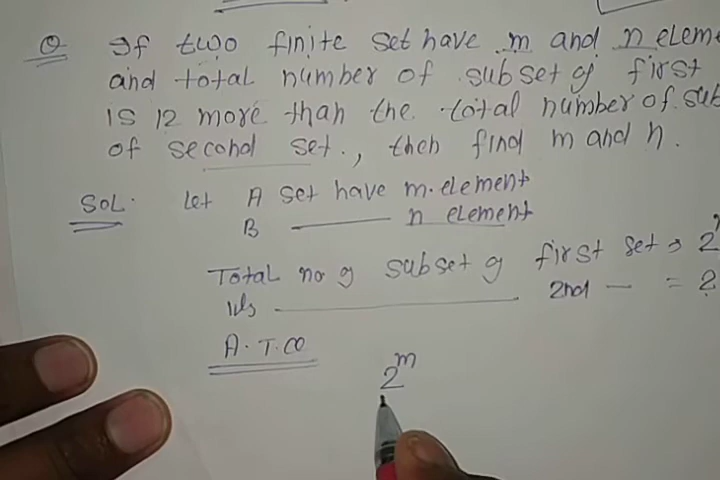 Q If two finite set have m and n eleme
and total number of subset of first
is 12 more than the total number of sub
of second set., then find m and n.
SOL. Let A set have m element
B ——— n element
Total no of subset of first set = 2
——— 2nd — = 2
A.T.Q
2^m